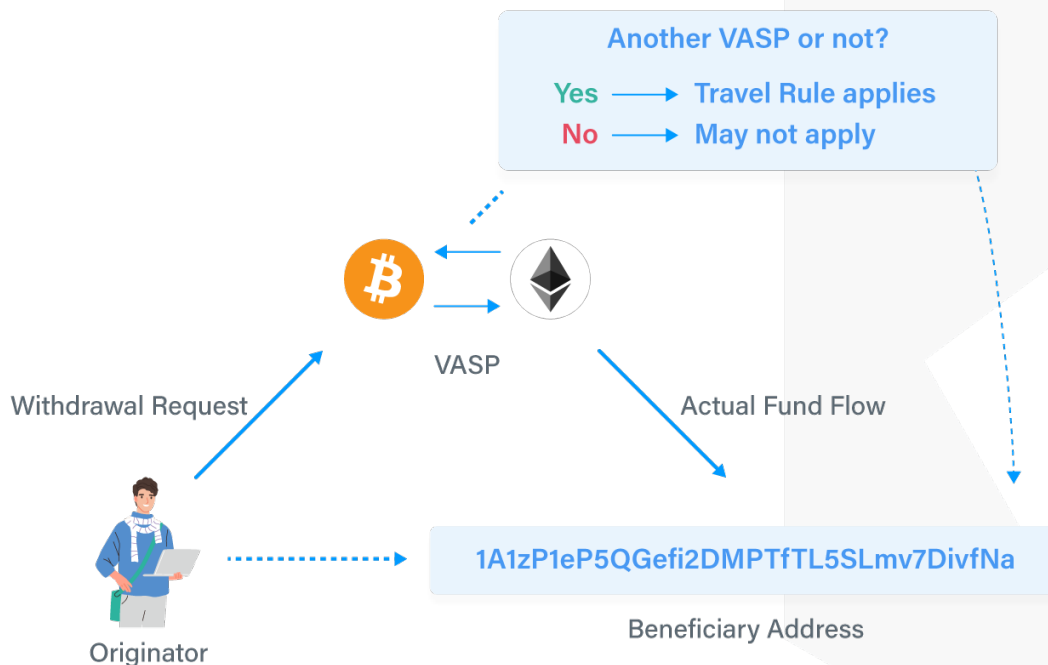 Another VASP or not?
Yes
Travel Rule applies
No
May not apply
VASP
Withdrawal Request
Actual Fund Flow
1A1zP1eP5QGefi2DMPTfTL5SLmv7DivfNa
Beneficiary Address
Originator